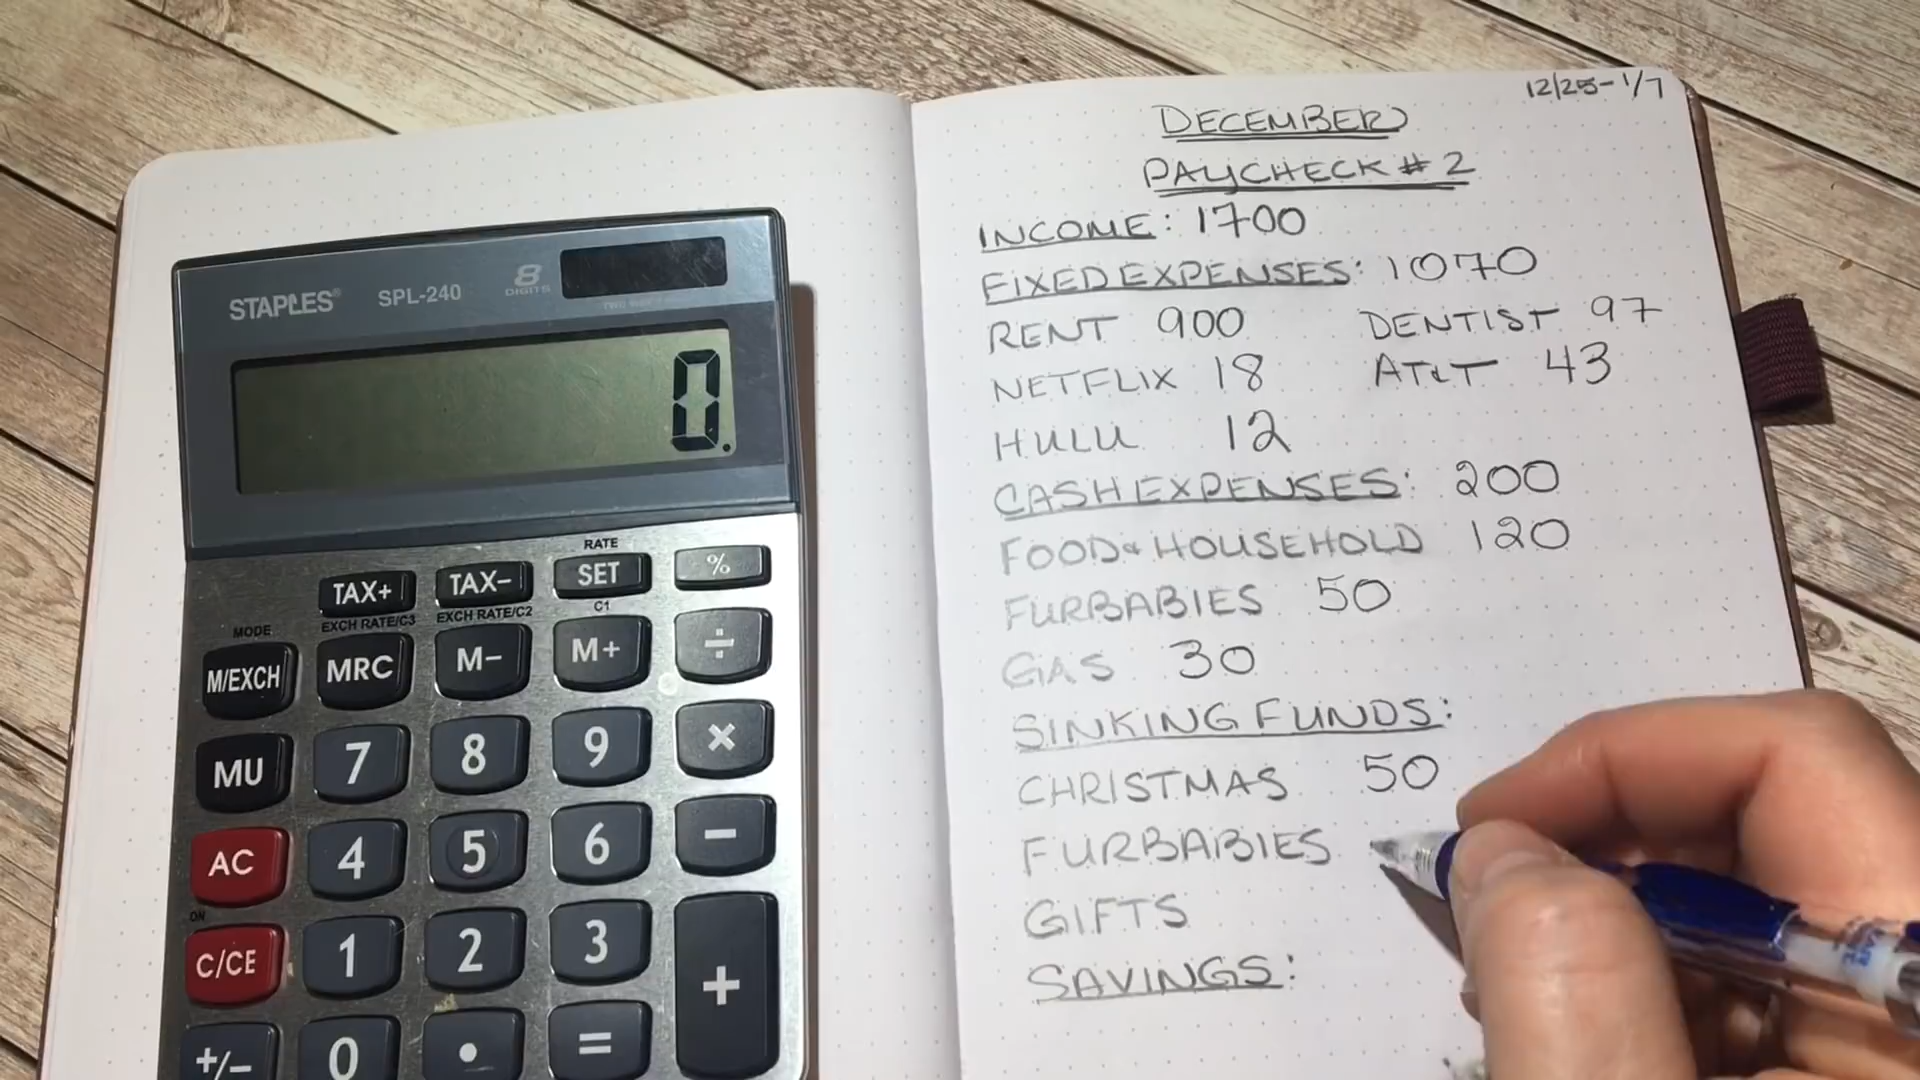 STAPLES® SPL-240 8 DIGITS
0.
RATE
TAX+ TAX- SET %
EXCH RATE/C3 EXCH RATE/C2 C1
MODE
M/EXCH MRC M- M+ ÷
MU 7 8 9 ×
AC 4 5 6 -
ON
C/CE 1 2 3 +
+/- 0 . =
12/25-1/7
DECEMBER
PAYCHECK #2
INCOME: 1700
FIXED EXPENSES: 1070
RENT 900 DENTIST 97
NETFLIX 18 AT&T 43
HULU 12
CASH EXPENSES: 200
FOOD & HOUSEHOLD 120
FURBABIES 50
GAS 30
SINKING FUNDS:
CHRISTMAS 50
FURBABIES
GIFTS
SAVINGS: